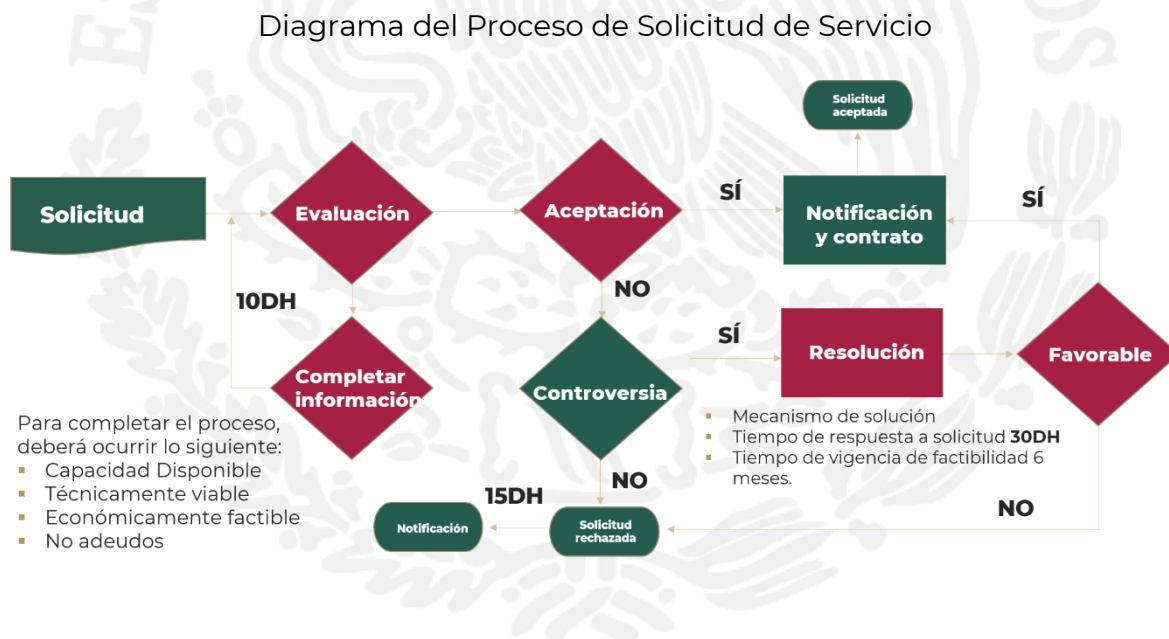 Diagrama del Proceso de Solicitud de Servicio
Solicitud
aceptada
Solicitud
Evaluación
Aceptación
SÍ
Notificación
y contrato
SÍ
10DH
NO
Completar
información
Controversia
SÍ
Resolución
Favorable
Para completar el proceso,
deberá ocurrir lo siguiente:
▪ Capacidad Disponible
▪ Técnicamente viable
▪ Económicamente factible
▪ No adeudos
▪ Mecanismo de solución
▪ Tiempo de respuesta a solicitud 30DH
▪ Tiempo de vigencia de factibilidad 6
meses.
NO
15DH
NO
Notificación
Solicitud
rechazada